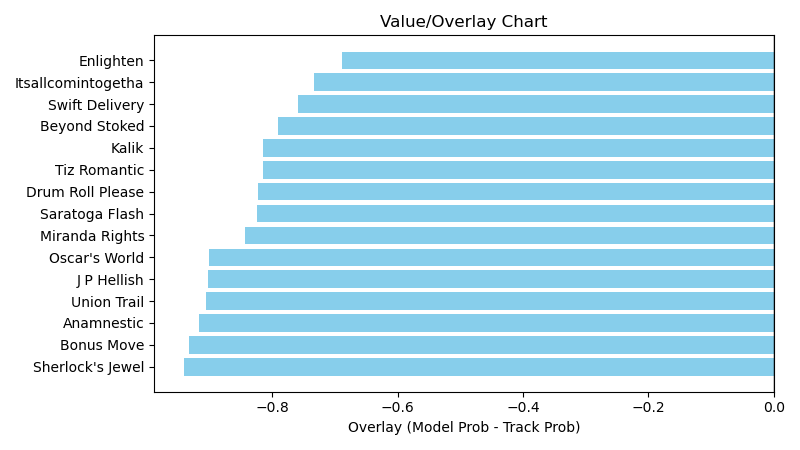 Value/Overlay Chart
Enlighten
Itsallcomintogetha
Swift Delivery
Beyond Stoked
Kalik
Tiz Romantic
Drum Roll Please
Saratoga Flash
Miranda Rights
Oscar's World
J P Hellish
Union Trail
Anamnestic
Bonus Move
Sherlock's Jewel
−0.8 −0.6 −0.4 −0.2 0.0
Overlay (Model Prob - Track Prob)